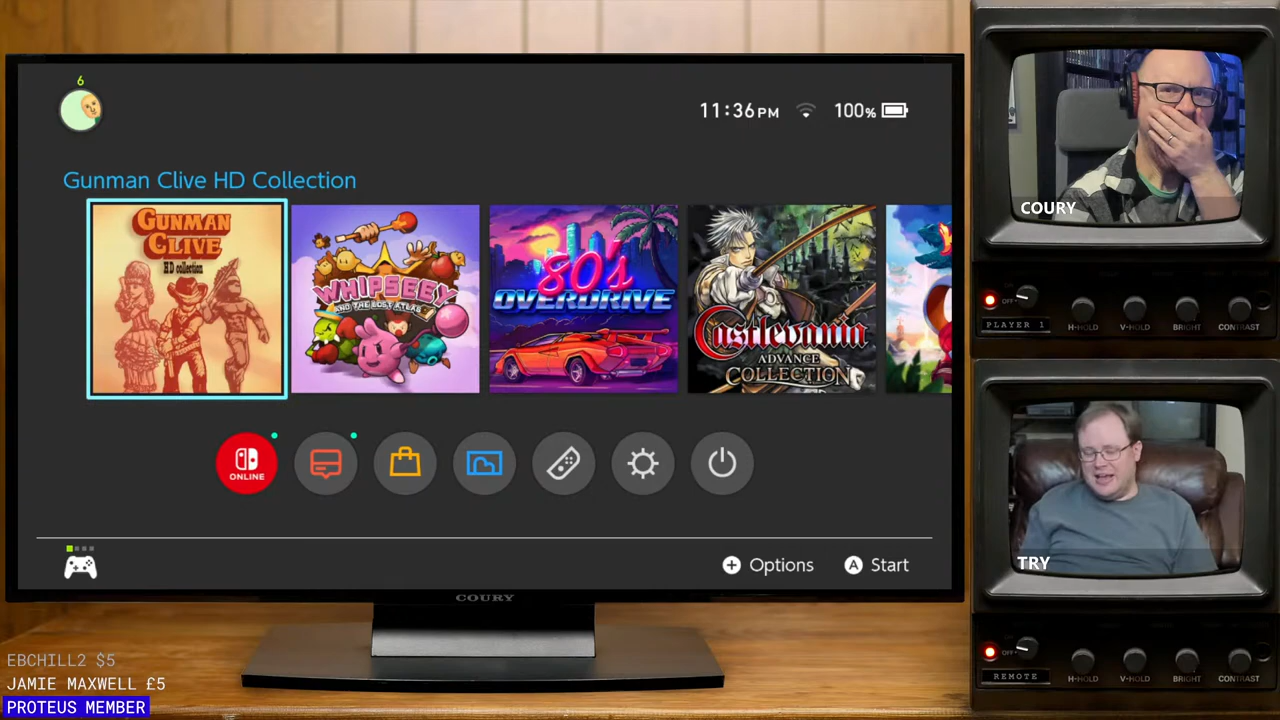 6
11:36 PM 100%
Gunman Clive HD Collection
GUNMAN
CLIVE
HD collection
WHIPSEEY
AND THE LOST ATLAS
80's
OVERDRIVE
Castlevania
ADVANCE
COLLECTION
ONLINE
Options
Start
COURY
EBCHILL2 $5
JAMIE MAXWELL £5
PROTEUS MEMBER
COURY
OFF
PLAYER 1
H-HOLD V-HOLD BRIGHT CONTRAST
TRY
OFF
REMOTE
H-HOLD V-HOLD BRIGHT CONTRAST